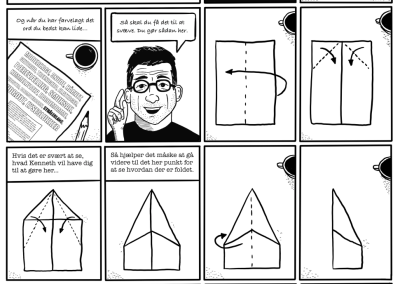 Og når du har farvelagt det
ord du bedst kan lide...
Så skal du få det til at
svæve. Du gør sådan her.
Hvis det er svært at se,
hvad Kenneth vil have dig
til at gøre her...
Så hjælper det måske at gå
videre til det her punkt for
at se hvordan der er foldet.